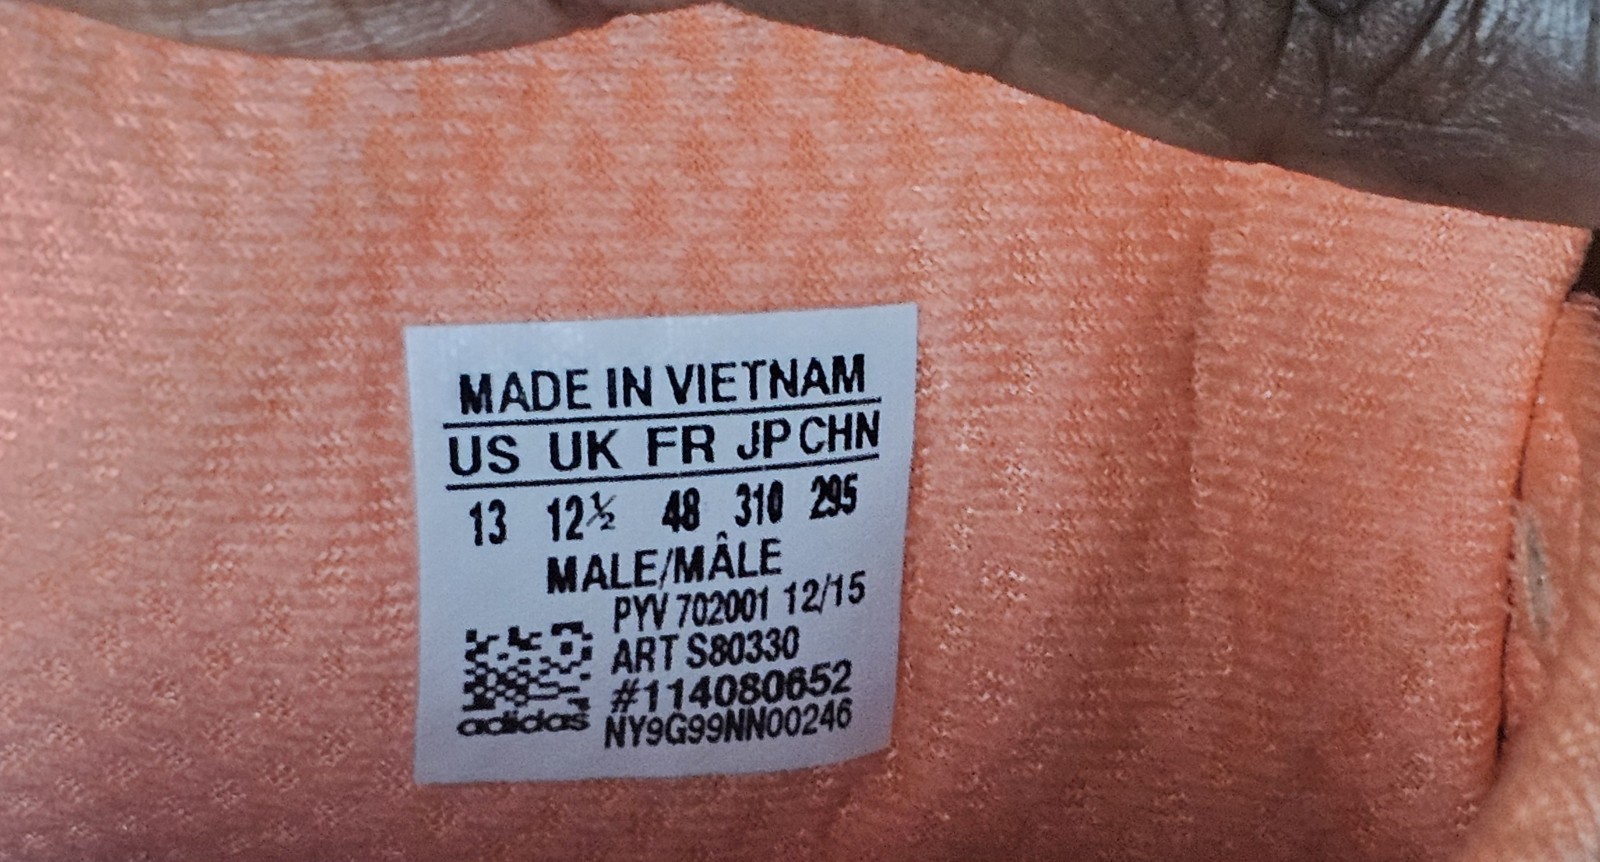 MADE IN VIETNAM
US UK FR JP CHN
13 12½ 48 310 295
MALE/MÂLE
PYV 702001 12/15
ART S80330
#114080652
adidas NY9G99NN00246